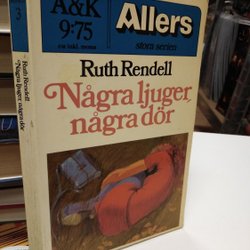 A&K
9:75
Allers
stora serien
Ruth Rendell
Några ljuger,
några dör
Ruth Rendell
Några ljuger, några dör